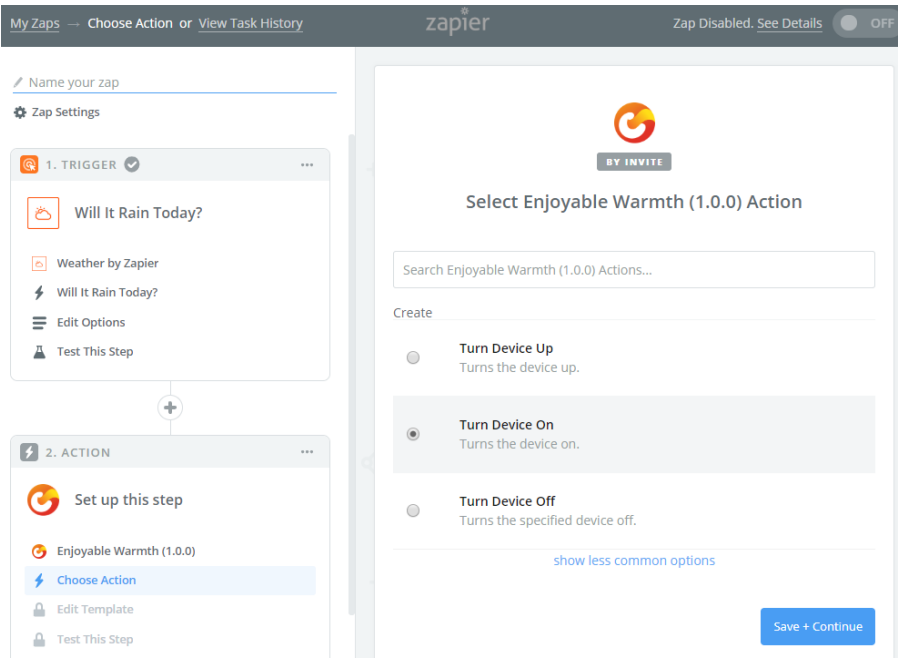 My Zaps → Choose Action or View Task History
zapier
Zap Disabled. See Details
OFF
Name your zap
Zap Settings
1. TRIGGER
Will It Rain Today?
Weather by Zapier
Will It Rain Today?
Edit Options
Test This Step
2. ACTION
Set up this step
Enjoyable Warmth (1.0.0)
Choose Action
Edit Template
Test This Step
BY INVITE
Select Enjoyable Warmth (1.0.0) Action
Search Enjoyable Warmth (1.0.0) Actions...
Create
Turn Device Up
Turns the device up.
Turn Device On
Turns the device on.
Turn Device Off
Turns the specified device off.
show less common options
Save + Continue